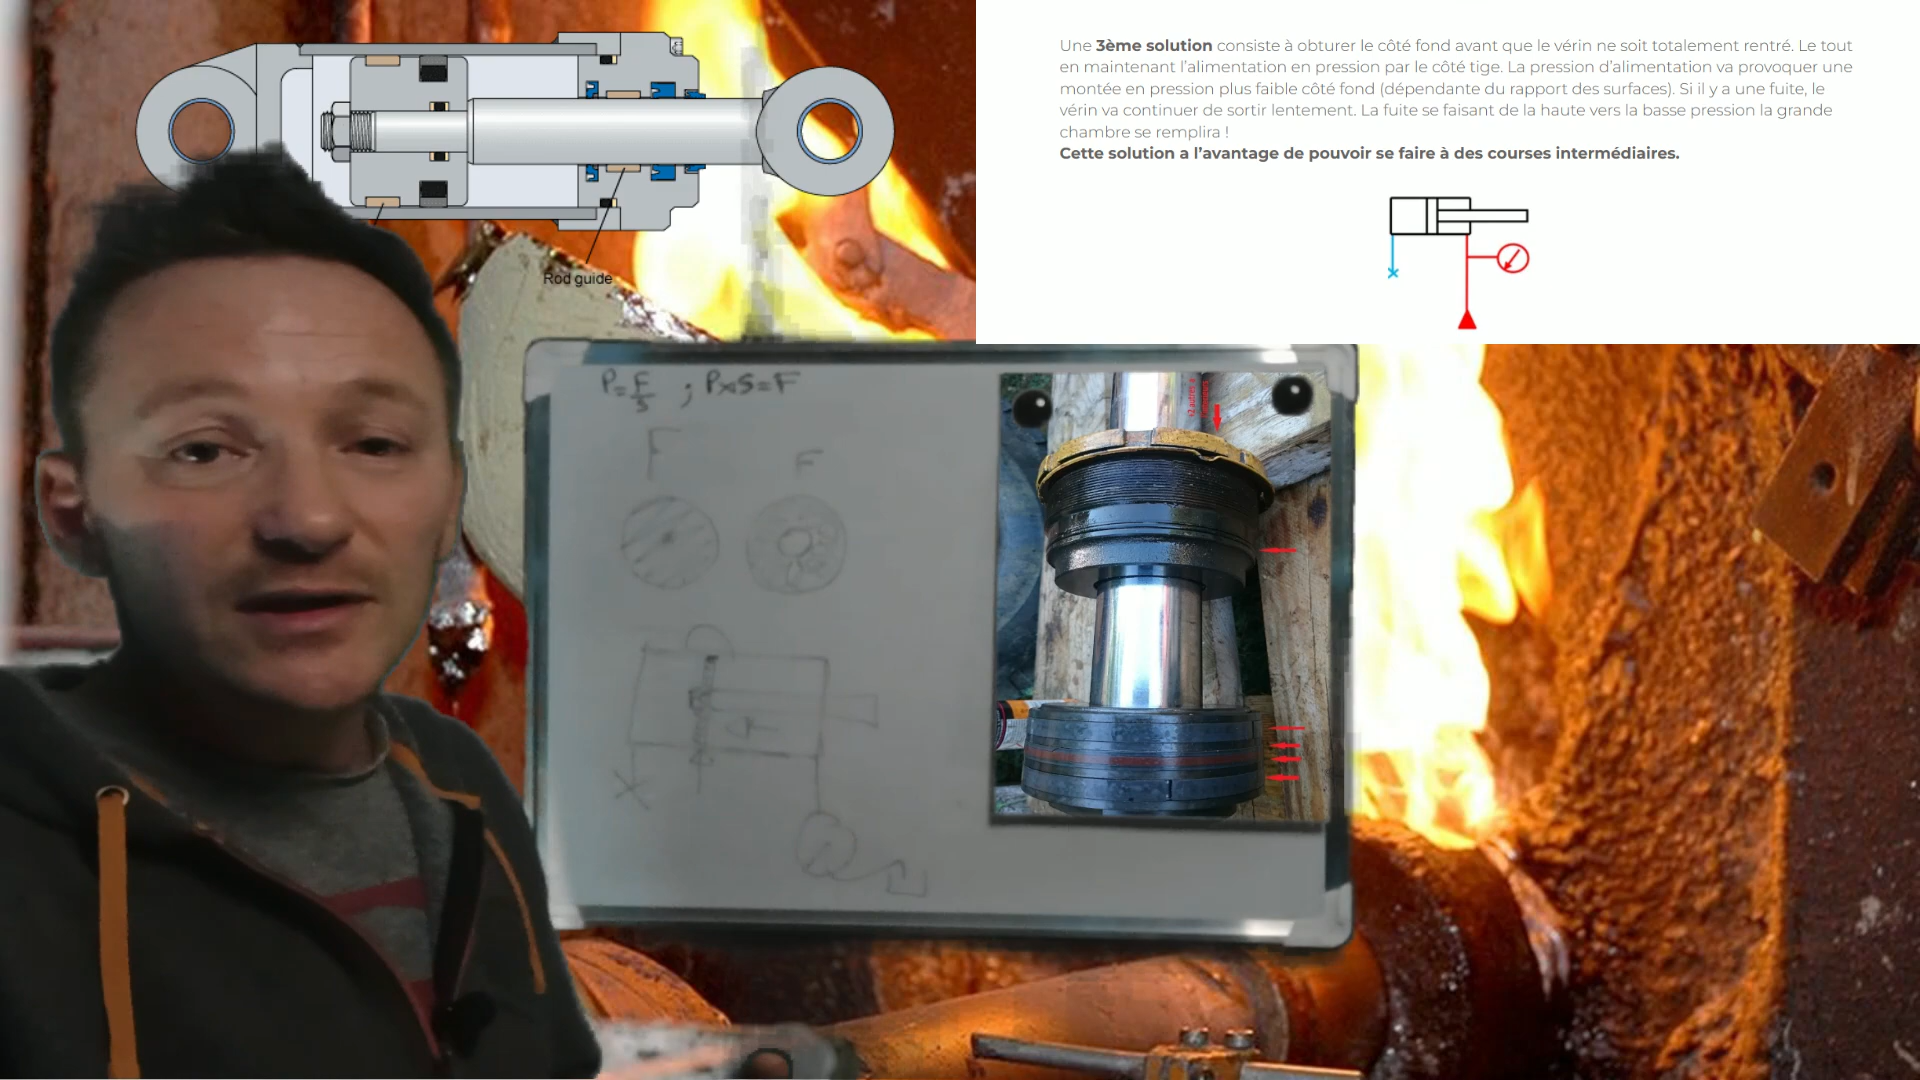 Une 3ème solution consiste à obturer le côté fond avant que le vérin ne soit totalement rentré. Le tout
en maintenant l'alimentation en pression par le côté tige. La pression d'alimentation va provoquer une
montée en pression plus faible côté fond (dépendante du rapport des surfaces). Si il y a une fuite, le
vérin va continuer de sortir lentement. La fuite se faisant de la haute vers la basse pression la grande
chambre se remplira !
Cette solution a l'avantage de pouvoir se faire à des courses intermédiaires.
Rod guide
P=F/S ; P×S=F
F F